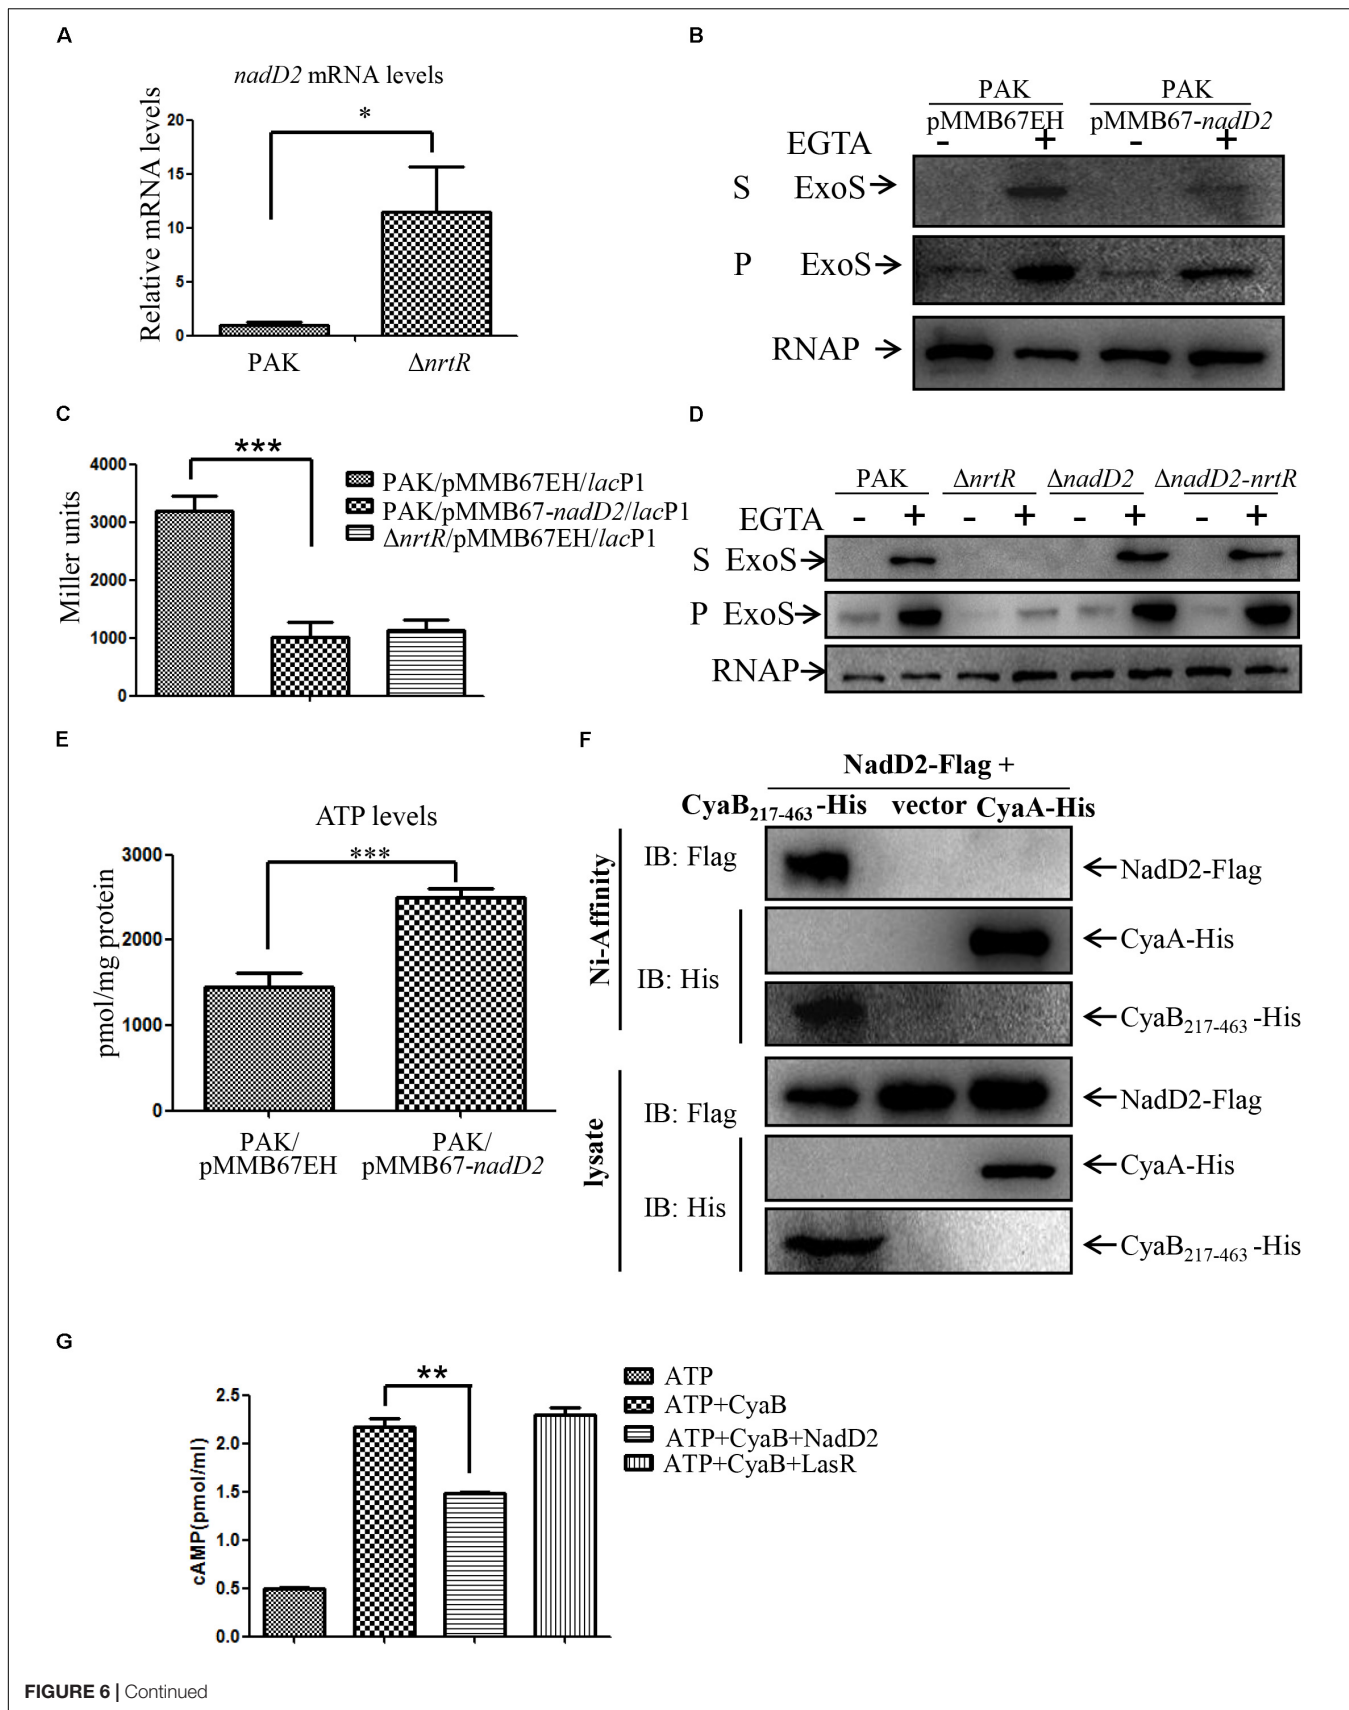 A
nadD2 mRNA levels
Relative mRNA levels
20
15
10
5
0
*
PAK
ΔnrtR
B
PAK PAK
pMMB67EH pMMB67-nadD2
EGTA - + - +
S ExoS
P ExoS
RNAP
C
Miller units
4000
3000
2000
1000
0
***
PAK/pMMB67EH/lacP1
PAK/pMMB67-nadD2/lacP1
ΔnrtR/pMMB67EH/lacP1
D
PAK ΔnrtR ΔnadD2 ΔnadD2-nrtR
EGTA - + - + - + - +
S ExoS
P ExoS
RNAP
E
ATP levels
pmol/mg protein
3000
2000
1000
0
***
PAK/
pMMB67EH
PAK/
pMMB67-nadD2
F
NadD2-Flag +
CyaB217-463-His vector CyaA-His
Ni-Affinity
IB: Flag
NadD2-Flag
IB: His
CyaA-His
CyaB217-463-His
lysate
IB: Flag
NadD2-Flag
IB: His
CyaA-His
CyaB217-463-His
G
cAMP(pmol/ml)
2.5
2.0
1.5
1.0
0.5
0.0
**
ATP
ATP+CyaB
ATP+CyaB+NadD2
ATP+CyaB+LasR
FIGURE 6 | Continued